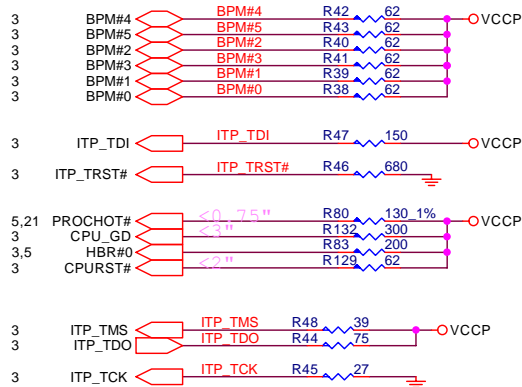 3 BPM#4 BPM#4 R42 62 VCCP
3 BPM#5 BPM#5 R43 62
3 BPM#2 BPM#2 R40 62
3 BPM#3 BPM#3 R41 62
3 BPM#1 BPM#1 R39 62
3 BPM#0 BPM#0 R38 62
3 ITP_TDI ITP_TDI R47 150 VCCP
3 ITP_TRST# ITP_TRST# R46 680
5,21 PROCHOT# <0.75" R80 130_1% VCCP
3 CPU_GD <3" R132 300
3,5 HBR#0 R83 200
3 CPURST# <2" R129 62
3 ITP_TMS ITP_TMS R48 39 VCCP
3 ITP_TDO ITP_TDO R44 75
3 ITP_TCK ITP_TCK R45 27